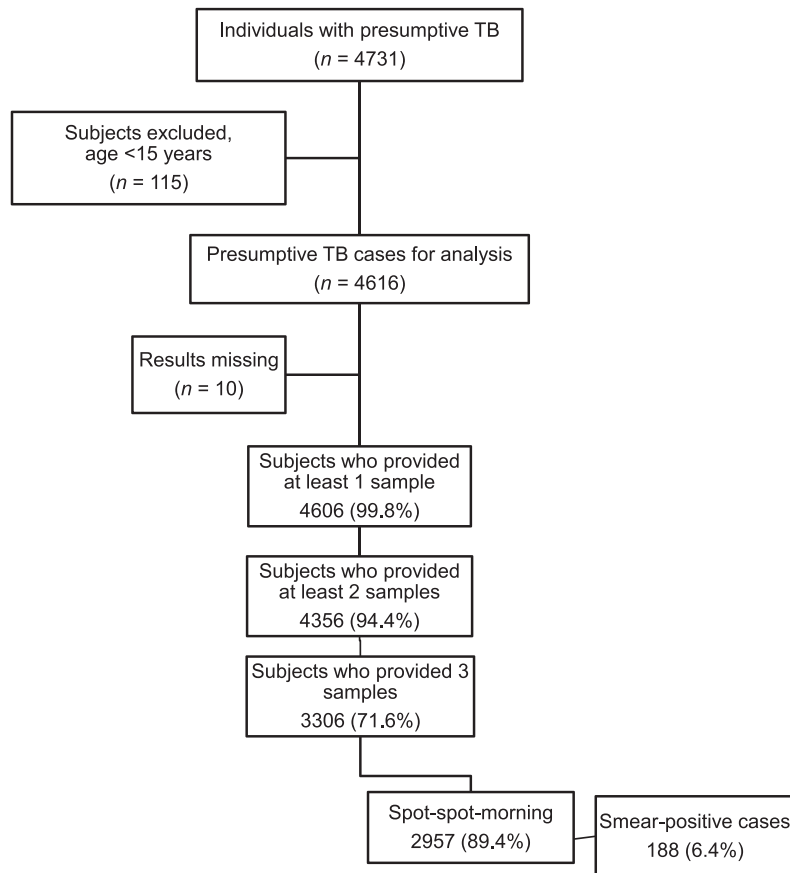 Individuals with presumptive TB
(n = 4731)
Subjects excluded,
age <15 years
(n = 115)
Presumptive TB cases for analysis
(n = 4616)
Results missing
(n = 10)
Subjects who provided
at least 1 sample
4606 (99.8%)
Subjects who provided
at least 2 samples
4356 (94.4%)
Subjects who provided 3
samples
3306 (71.6%)
Spot-spot-morning
2957 (89.4%)
Smear-positive cases
188 (6.4%)